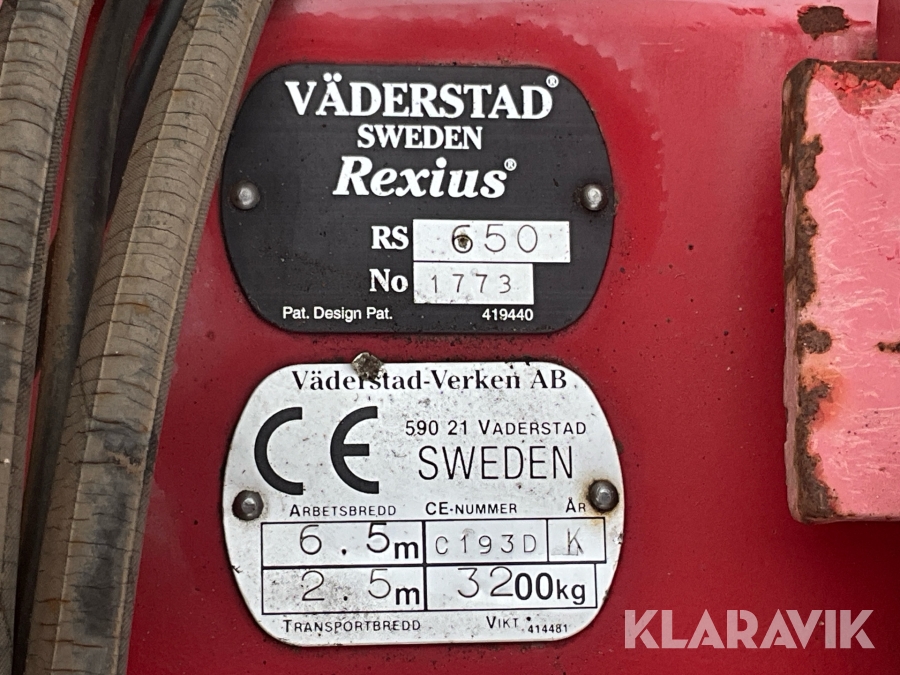 VÄDERSTAD®
SWEDEN
Rexius®
RS 650
No 1773
Pat. Design Pat. 419440
Väderstad-Verken AB
CE 590 21 VÄDERSTAD
SWEDEN
ARBETSBREDD CE-NUMMER ÅR
6.5m C193D K
2.5m 3200kg
TRANSPORTBREDD VIKT 414481
KLARAVIK